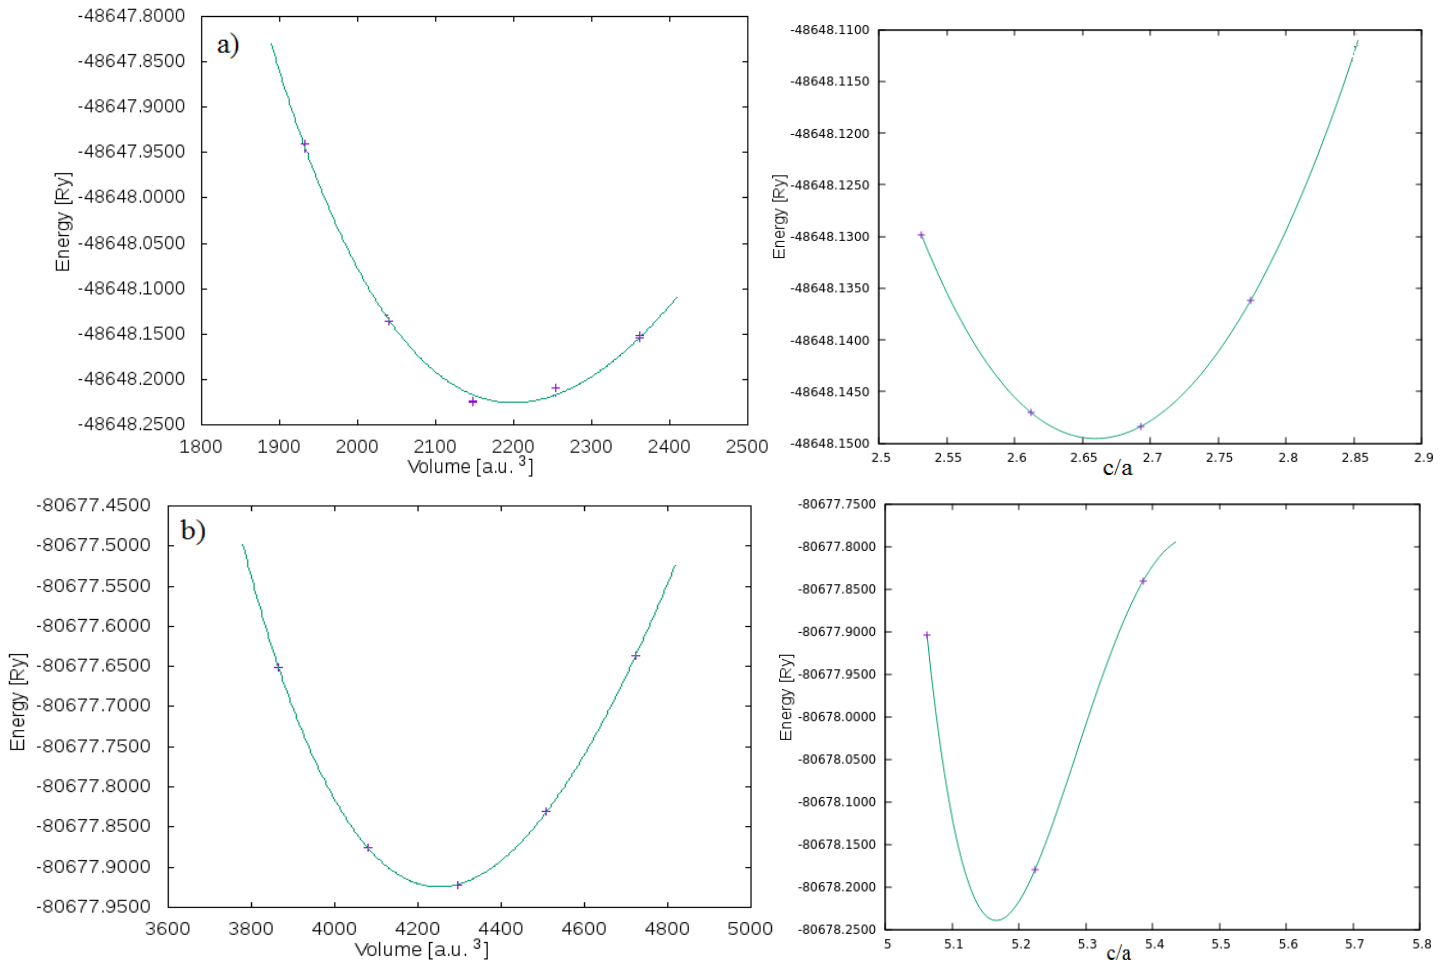 a)
Energy [Ry]
-48647.8000
-48647.8500
-48647.9000
-48647.9500
-48648.0000
-48648.0500
-48648.1000
-48648.1500
-48648.2000
-48648.2500
1800 1900 2000 2100 2200 2300 2400 2500
Volume [a.u. ³]
Energy [Ry]
-48648.1100
-48648.1150
-48648.1200
-48648.1250
-48648.1300
-48648.1350
-48648.1400
-48648.1450
-48648.1500
2.5 2.55 2.6 2.65 2.7 2.75 2.8 2.85 2.9
c/a
b)
Energy [Ry]
-80677.4500
-80677.5000
-80677.5500
-80677.6000
-80677.6500
-80677.7000
-80677.7500
-80677.8000
-80677.8500
-80677.9000
-80677.9500
3600 3800 4000 4200 4400 4600 4800 5000
Volume [a.u. ³]
Energy [Ry]
-80677.7500
-80677.8000
-80677.8500
-80677.9000
-80677.9500
-80678.0000
-80678.0500
-80678.1000
-80678.1500
-80678.2000
-80678.2500
5 5.1 5.2 5.3 5.4 5.5 5.6 5.7 5.8
c/a